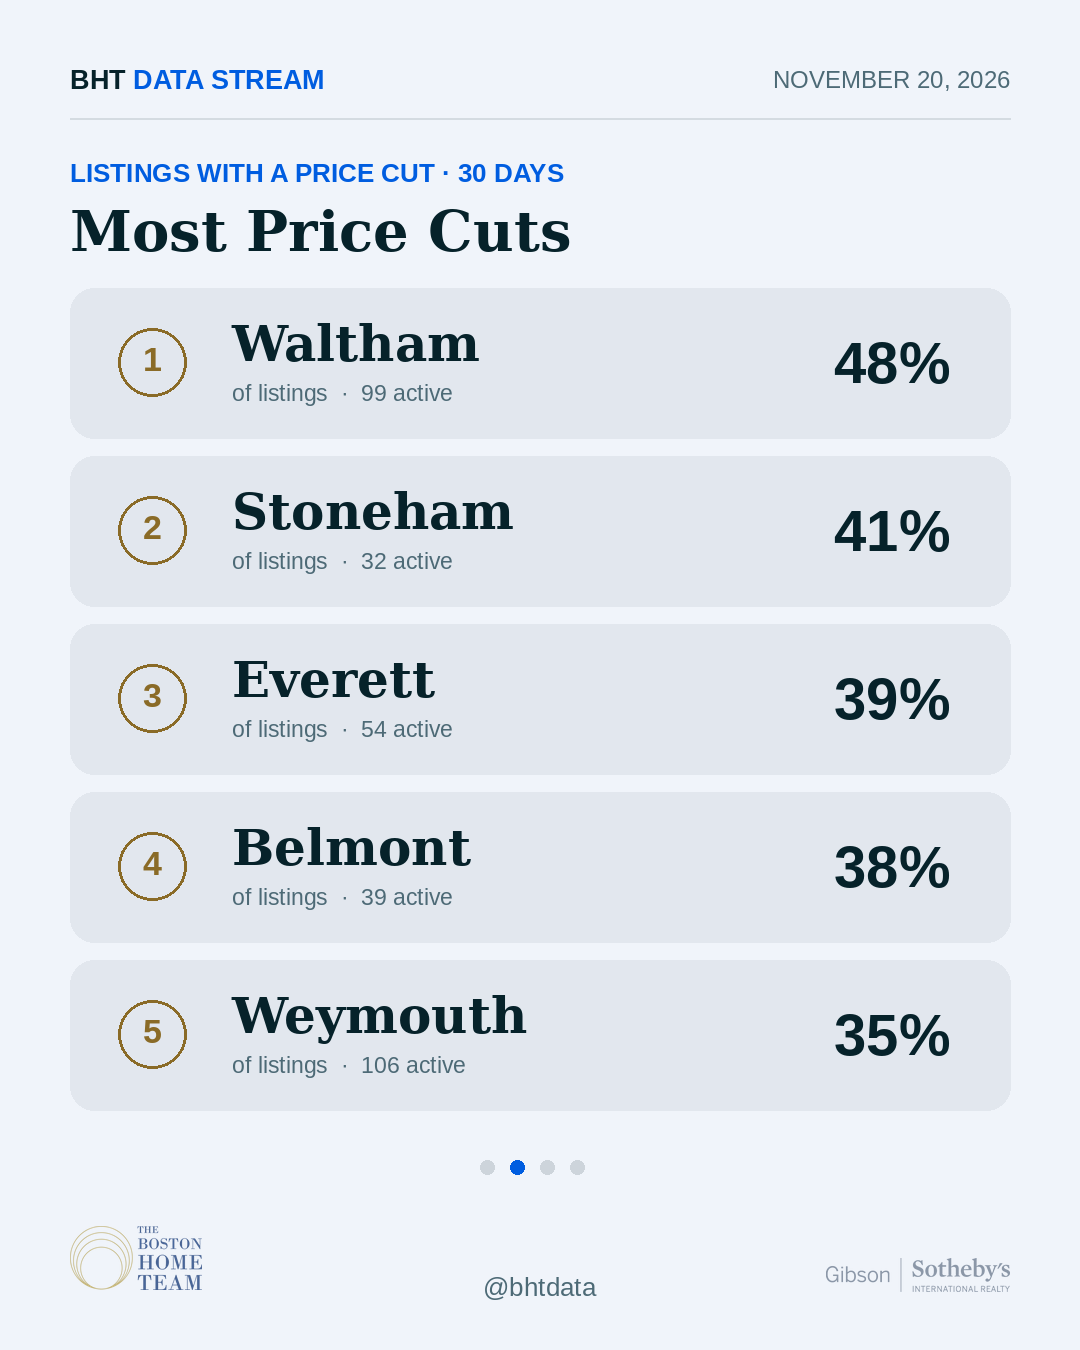 BHT DATA STREAM
NOVEMBER 20, 2026
LISTINGS WITH A PRICE CUT · 30 DAYS
Most Price Cuts
1
Waltham
of listings · 99 active
48%
2
Stoneham
of listings · 32 active
41%
3
Everett
of listings · 54 active
39%
4
Belmont
of listings · 39 active
38%
5
Weymouth
of listings · 106 active
35%
THE
BOSTON
HOME
TEAM
@bhtdata
Gibson
Sotheby's
INTERNATIONAL REALTY